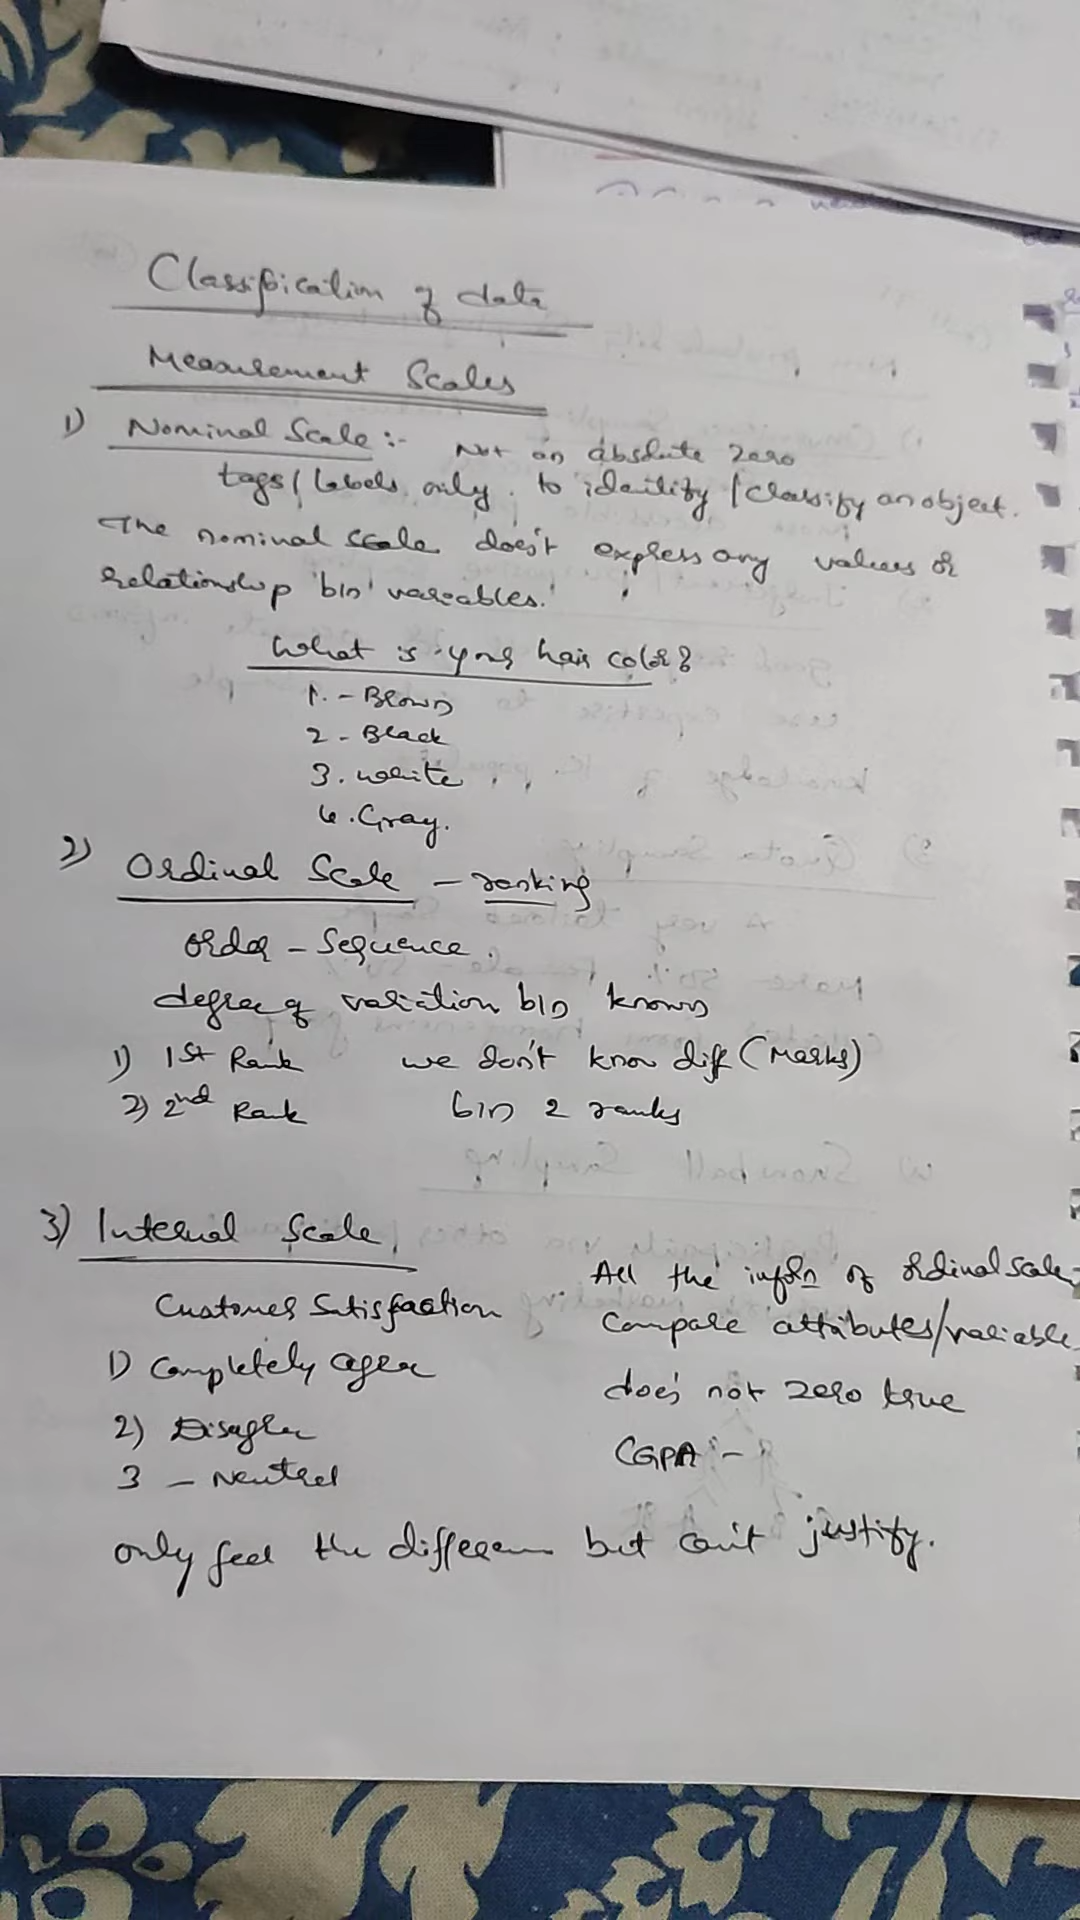 Classification of data
Measurement Scales
1) Nominal Scale :- Not an absolute zero
tags/labels only. to identify/classify an object.
The nominal scale does't express any values or
relationship b/n variables.
What is your hair color?
1. - Brown
2 - Black
3. white
4. Gray.
2) Ordinal Scale - ranking
order - Sequence.
degree of variation b/n known
1) 1st Rank we don't know diff (Marks)
2) 2nd Rank b/n 2 ranks
3) Interval Scale
All the infon of ordinal scale
Customer Satisfaction
Compare attributes/variable
1) Completely agree
does not zero true
2) Disagree
CGPA :-
3 - Neutral
only feel the difference but can't justify.